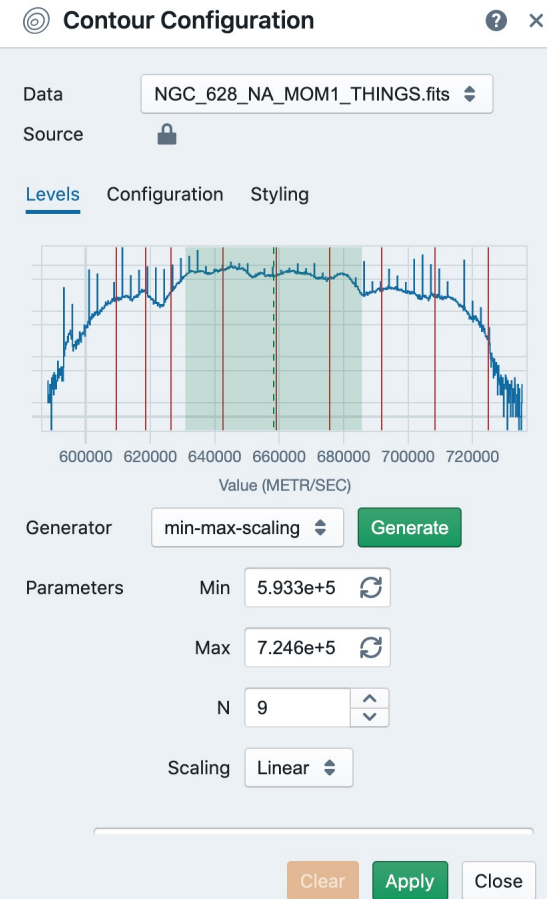 Contour Configuration
Data NGC_628_NA_MOM1_THINGS.fits
Source
Levels Configuration Styling
600000 620000 640000 660000 680000 700000 720000
Value (METR/SEC)
Generator min-max-scaling Generate
Parameters Min 5.933e+5
Max 7.246e+5
N 9
Scaling Linear
Clear Apply Close